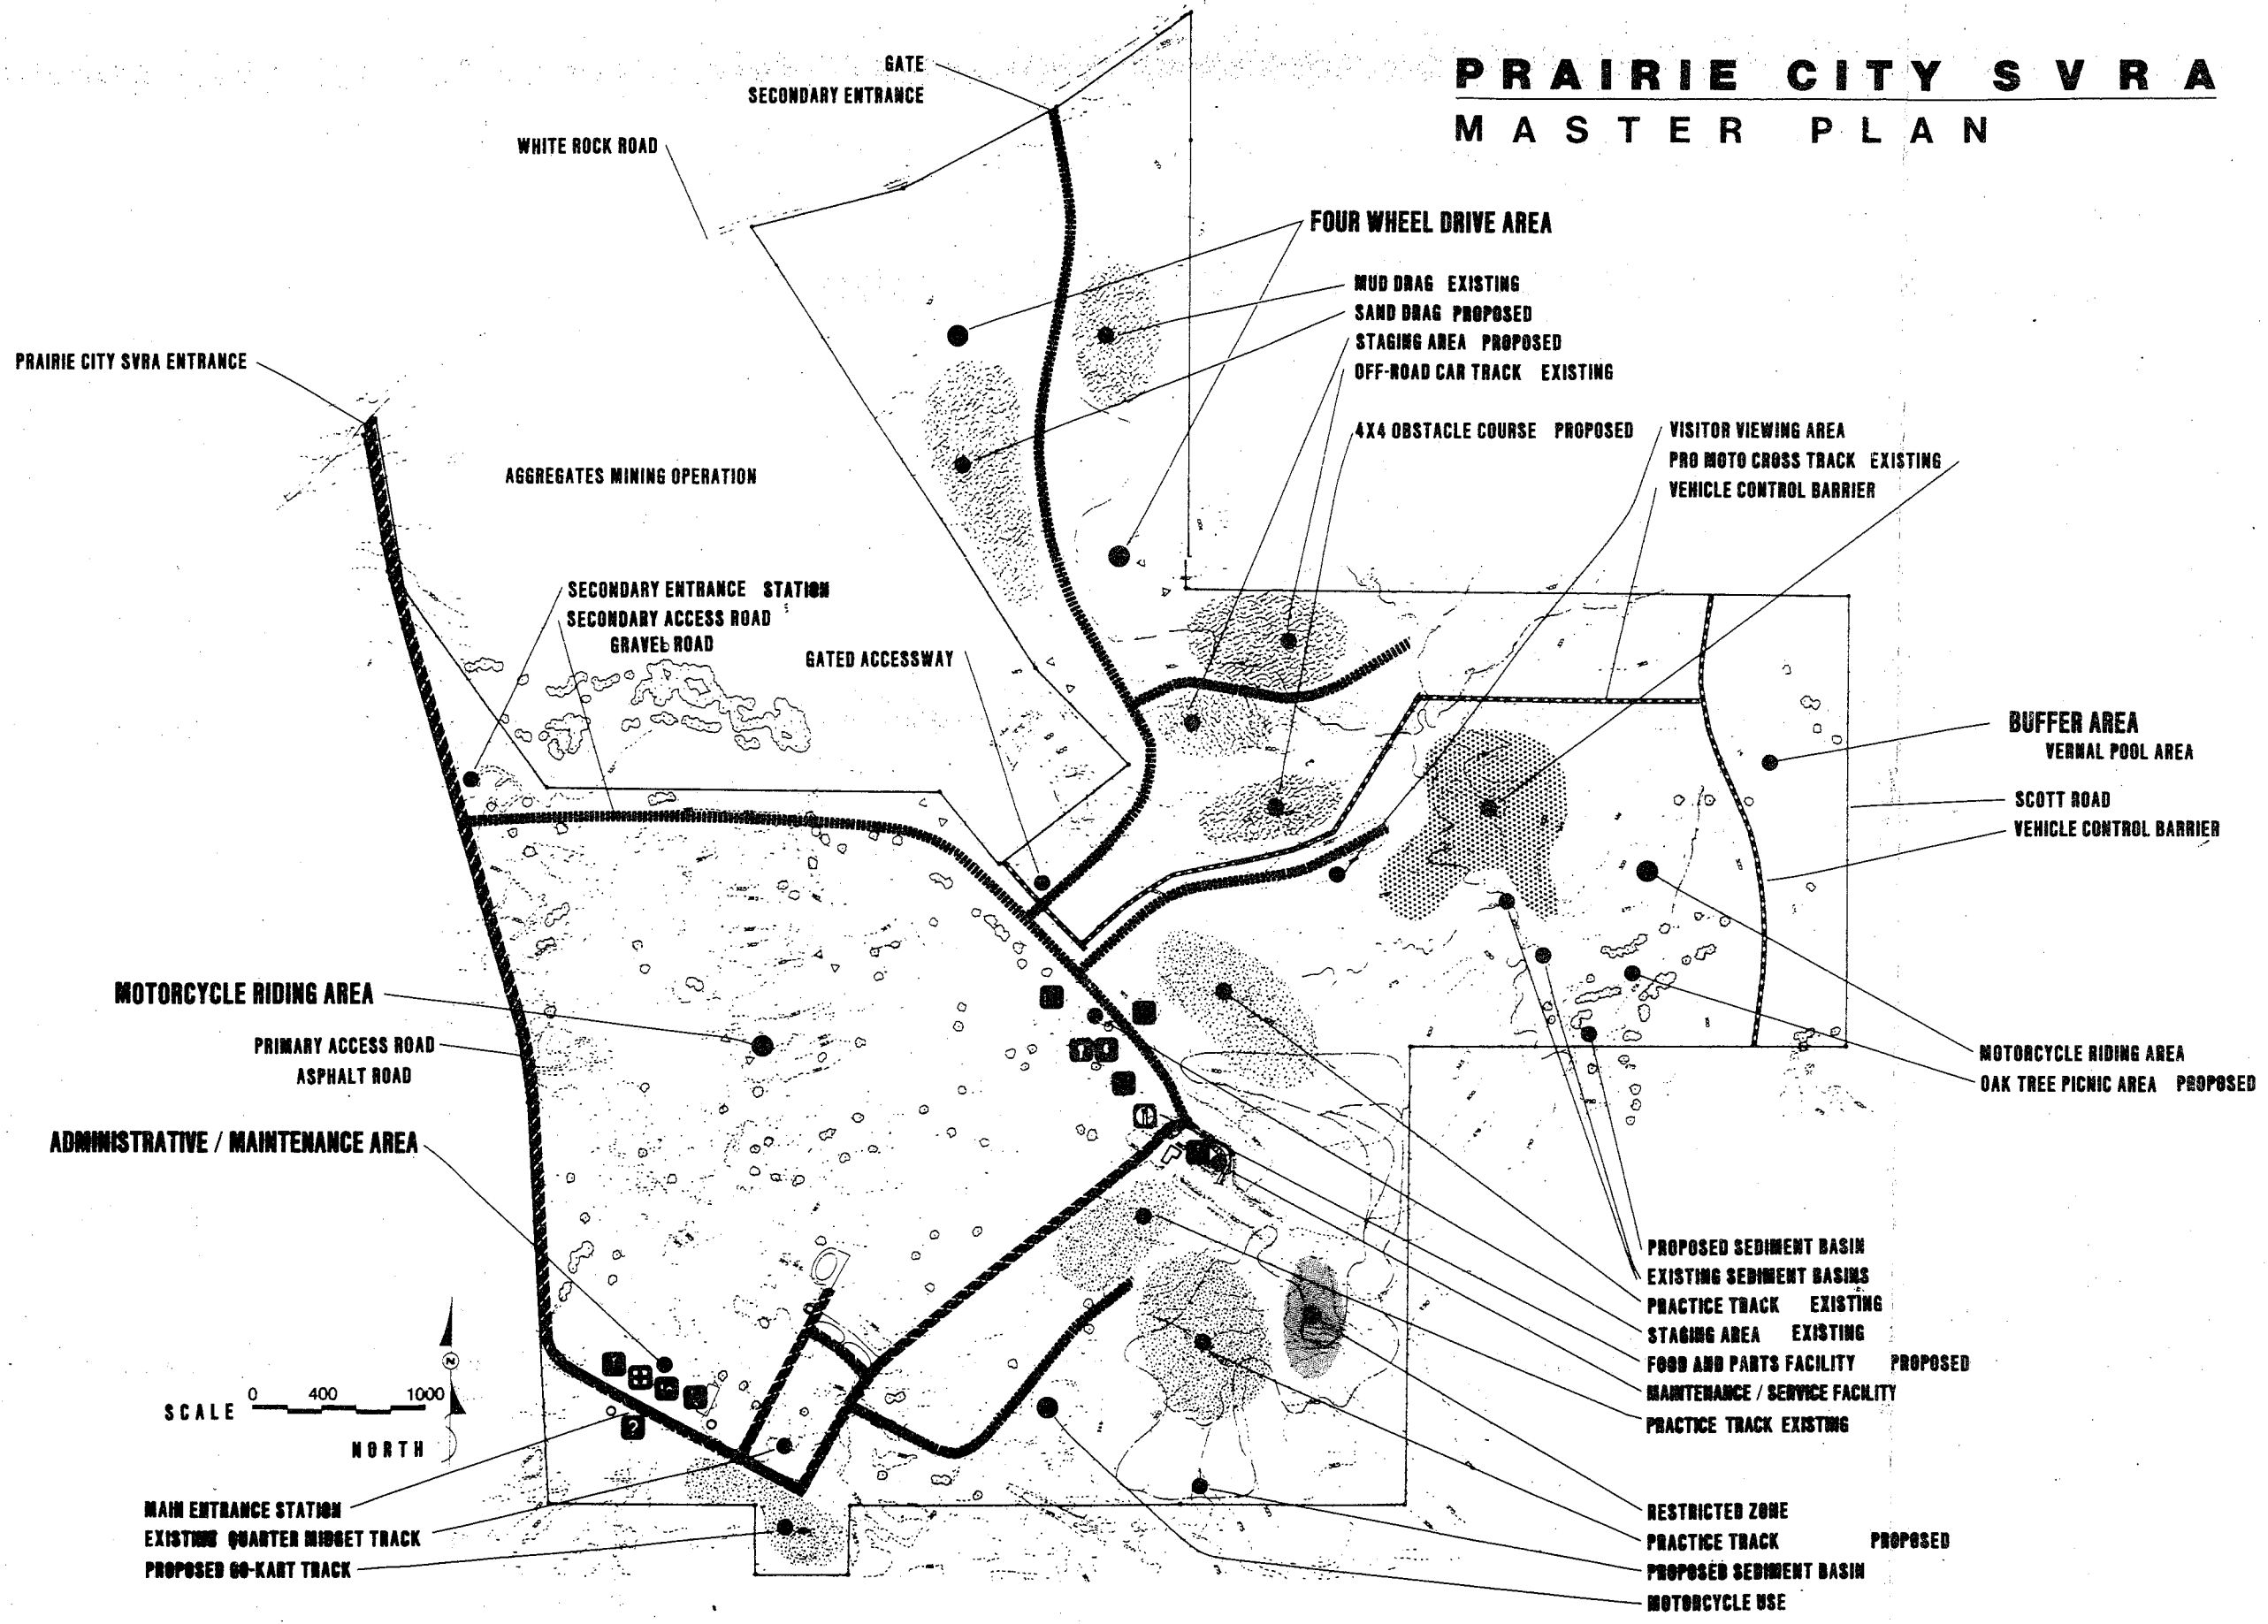 PRAIRIE CITY SVRA
MASTER PLAN
GATE
SECONDARY ENTRANCE
WHITE ROCK ROAD
FOUR WHEEL DRIVE AREA
MUD DRAG EXISTING
SAND DRAG PROPOSED
STAGING AREA PROPOSED
OFF-ROAD CAR TRACK EXISTING
4X4 OBSTACLE COURSE PROPOSED
VISITOR VIEWING AREA
PRO MOTO CROSS TRACK EXISTING
VEHICLE CONTROL BARRIER
PRAIRIE CITY SVRA ENTRANCE
AGGREGATES MINING OPERATION
SECONDARY ENTRANCE STATION
SECONDARY ACCESS ROAD
GRAVEL ROAD
GATED ACCESSWAY
BUFFER AREA
VERNAL POOL AREA
SCOTT ROAD
VEHICLE CONTROL BARRIER
MOTORCYCLE RIDING AREA
PRIMARY ACCESS ROAD
ASPHALT ROAD
MOTORCYCLE RIDING AREA
OAK TREE PICNIC AREA PROPOSED
ADMINISTRATIVE / MAINTENANCE AREA
PROPOSED SEDIMENT BASIN
EXISTING SEDIMENT BASINS
PRACTICE TRACK EXISTING
STAGING AREA EXISTING
FOOD AND PARTS FACILITY PROPOSED
MAINTENANCE / SERVICE FACILITY
PRACTICE TRACK EXISTING
0 400 1000
SCALE
N
NORTH
?
MAIN ENTRANCE STATION
EXISTING QUARTER MIDGET TRACK
PROPOSED GO-KART TRACK
RESTRICTED ZONE
PRACTICE TRACK PROPOSED
PROPOSED SEDIMENT BASIN
MOTORCYCLE USE